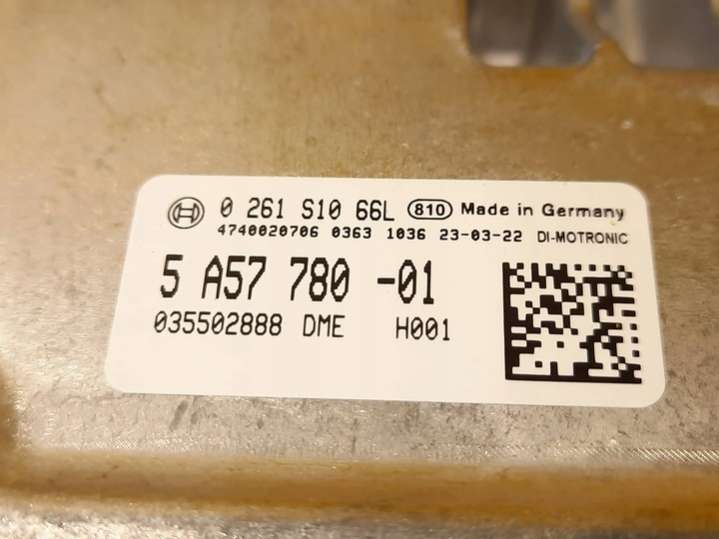 0 261 S10 66L 810 Made in Germany
4740020706 0363 1036 23-03-22 DI-MOTRONIC
5 A57 780 -01
035502888 DME H001